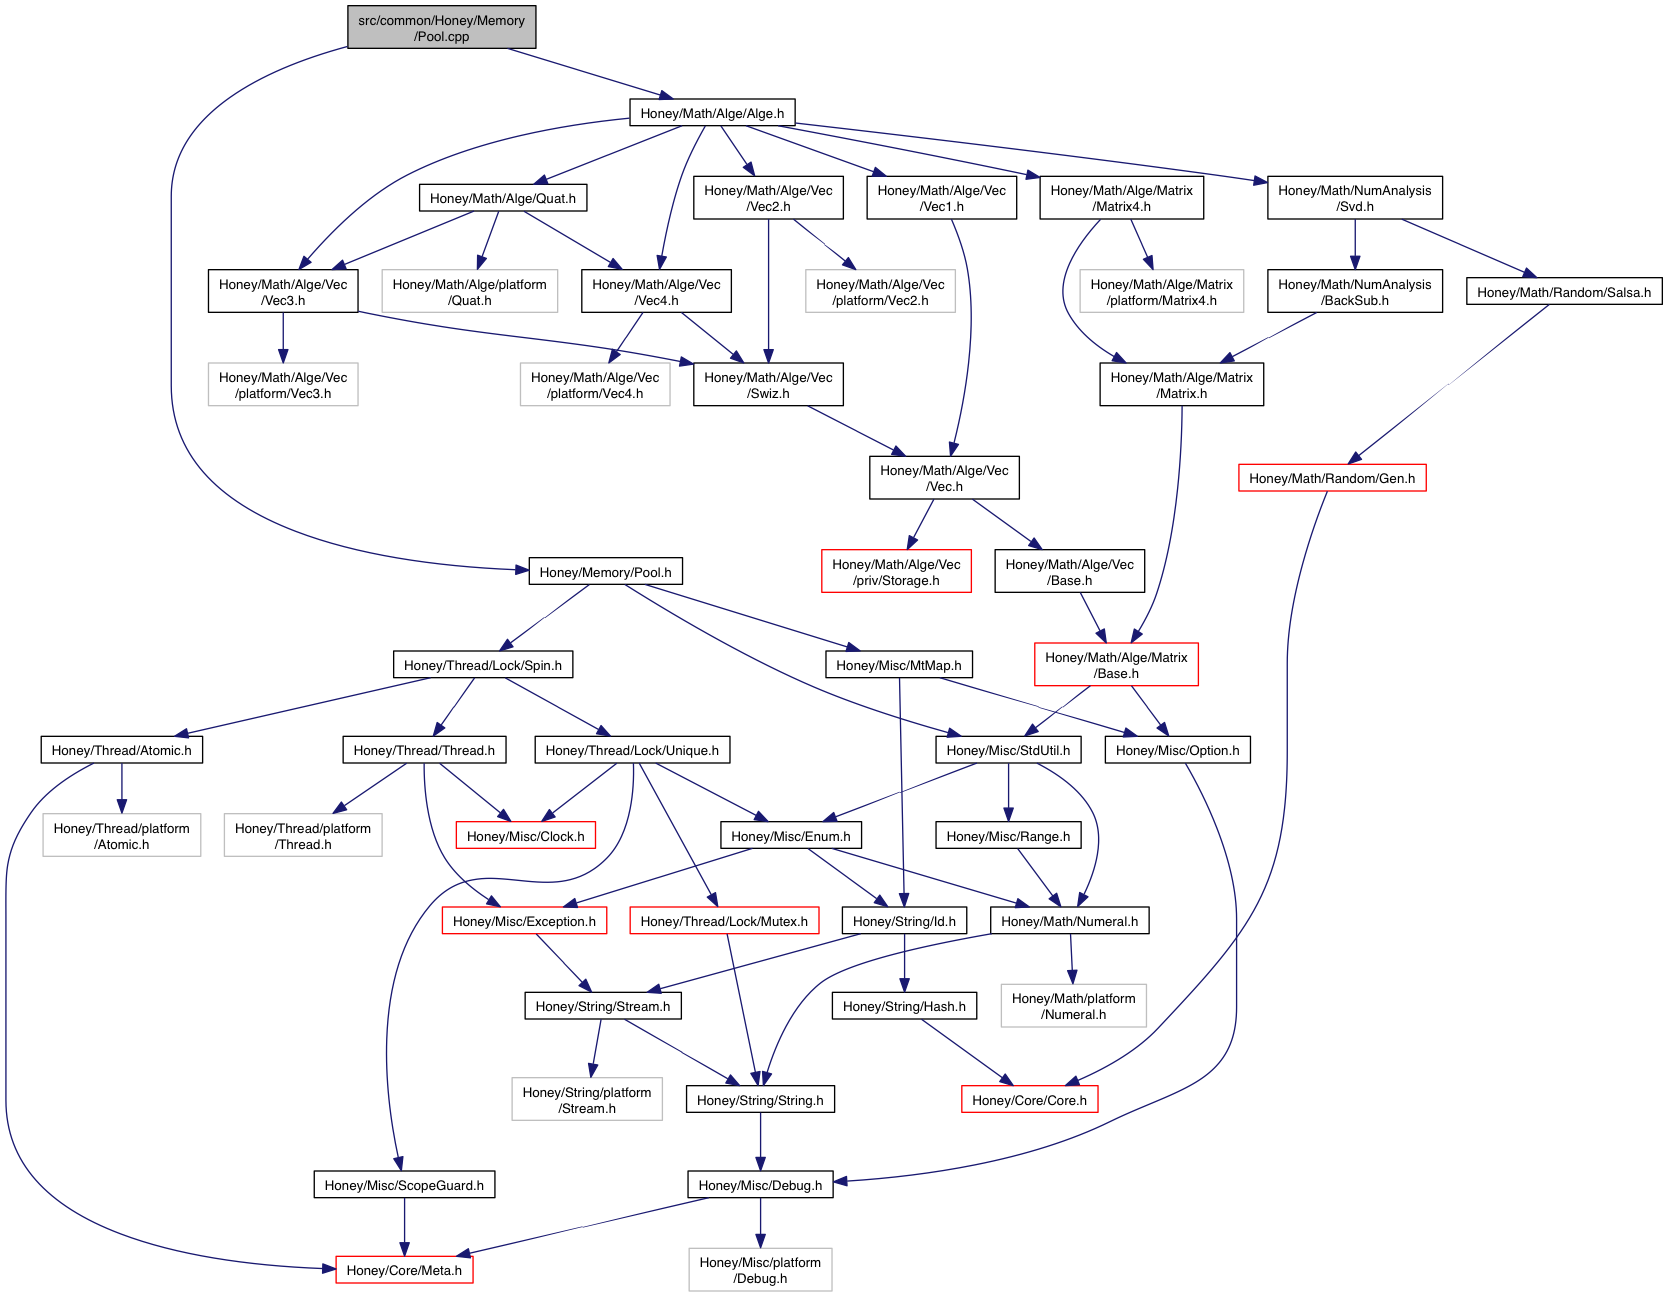 src/common/Honey/Memory
/Pool.cpp
Honey/Math/Alge/Alge.h
Honey/Math/Alge/Quat.h
Honey/Math/Alge/Vec
/Vec2.h
Honey/Math/Alge/Vec
/Vec1.h
Honey/Math/Alge/Matrix
/Matrix4.h
Honey/Math/NumAnalysis
/Svd.h
Honey/Math/Alge/Vec
/Vec3.h
Honey/Math/Alge/platform
/Quat.h
Honey/Math/Alge/Vec
/Vec4.h
Honey/Math/Alge/Vec
/platform/Vec2.h
Honey/Math/Alge/Matrix
/platform/Matrix4.h
Honey/Math/NumAnalysis
/BackSub.h
Honey/Math/Random/Salsa.h
Honey/Math/Alge/Vec
/platform/Vec3.h
Honey/Math/Alge/Vec
/platform/Vec4.h
Honey/Math/Alge/Vec
/Swiz.h
Honey/Math/Alge/Matrix
/Matrix.h
Honey/Math/Alge/Vec
/Vec.h
Honey/Math/Random/Gen.h
Honey/Memory/Pool.h
Honey/Math/Alge/Vec
/priv/Storage.h
Honey/Math/Alge/Vec
/Base.h
Honey/Thread/Lock/Spin.h
Honey/Misc/MtMap.h
Honey/Math/Alge/Matrix
/Base.h
Honey/Thread/Atomic.h
Honey/Thread/Thread.h
Honey/Thread/Lock/Unique.h
Honey/Misc/StdUtil.h
Honey/Misc/Option.h
Honey/Thread/platform
/Atomic.h
Honey/Thread/platform
/Thread.h
Honey/Misc/Clock.h
Honey/Misc/Enum.h
Honey/Misc/Range.h
Honey/Misc/Exception.h
Honey/Thread/Lock/Mutex.h
Honey/String/Id.h
Honey/Math/Numeral.h
Honey/String/Stream.h
Honey/String/Hash.h
Honey/Math/platform
/Numeral.h
Honey/String/platform
/Stream.h
Honey/String/String.h
Honey/Core/Core.h
Honey/Misc/ScopeGuard.h
Honey/Misc/Debug.h
Honey/Core/Meta.h
Honey/Misc/platform
/Debug.h